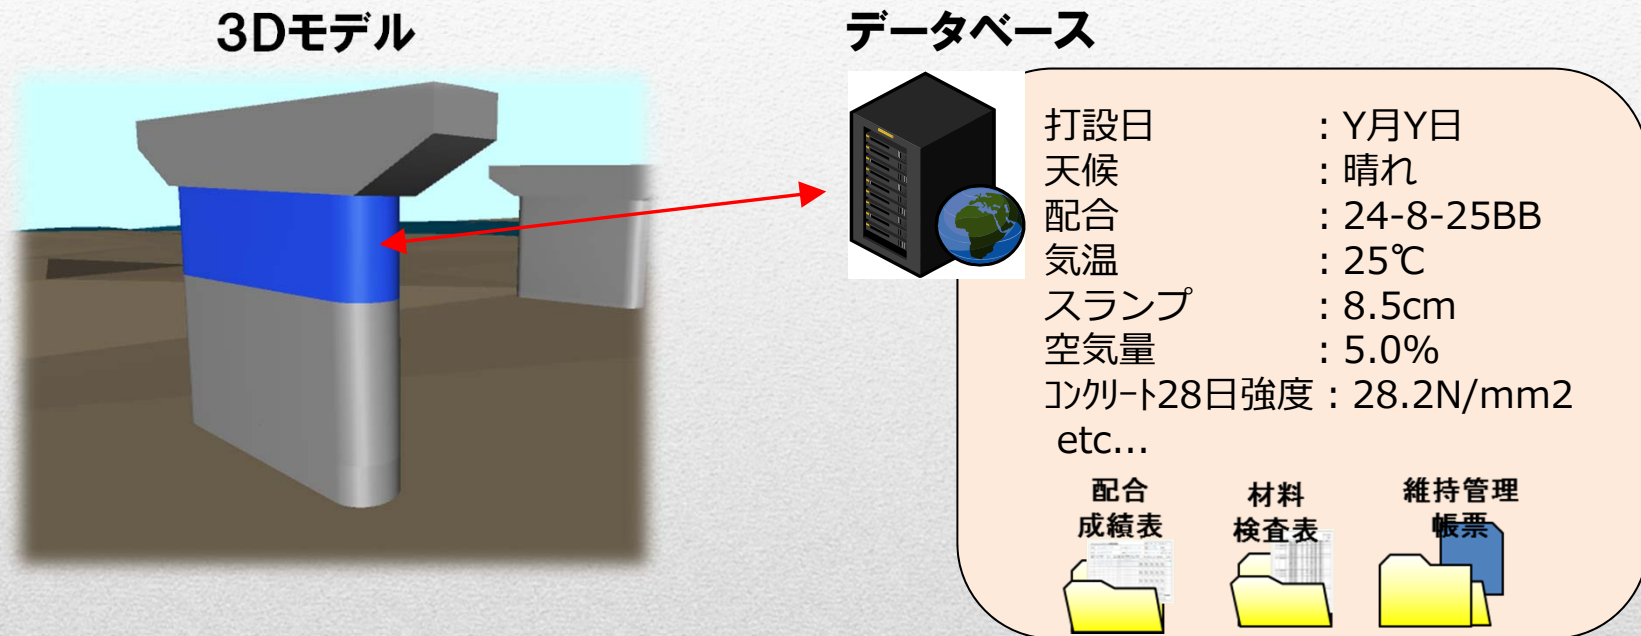 3Dモデル
データベース
打設日 : Y月Y日
天候 : 晴れ
配合 : 24-8-25BB
気温 : 25℃
スランプ : 8.5cm
空気量 : 5.0%
ｺﾝｸﾘｰﾄ28日強度 : 28.2N/mm2
etc...
配合
成績表
材料
検査表
維持管理
帳票